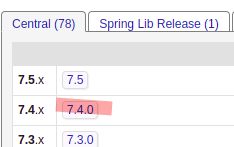 Central (78) Spring Lib Release (1)
7.5.x 7.5
7.4.x 7.4.0
7.3.x 7.3.0